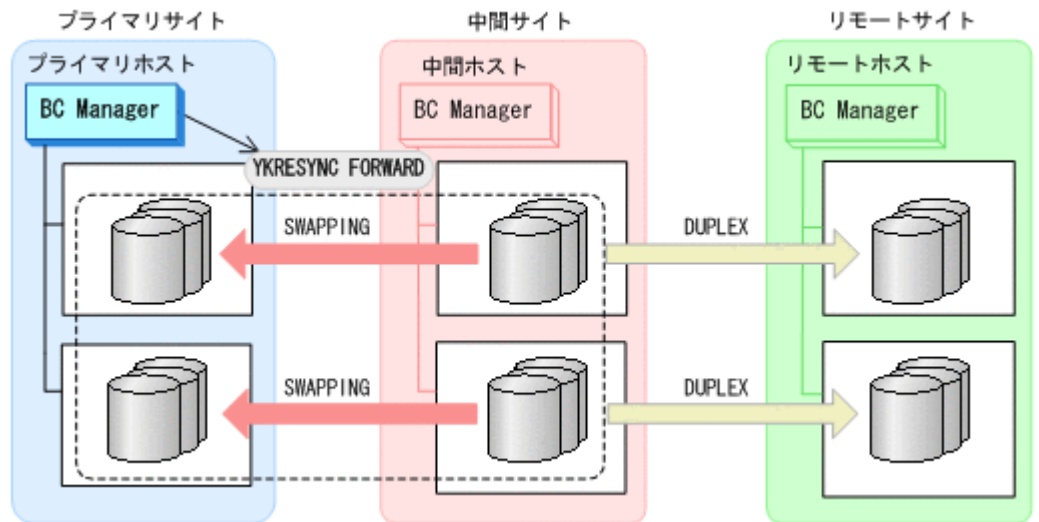 プライマリサイト
中間サイト
リモートサイト
プライマリホスト
中間ホスト
リモートホスト
BC Manager
BC Manager
BC Manager
YKRESYNC FORWARD
SWAPPING
DUPLEX
SWAPPING
DUPLEX